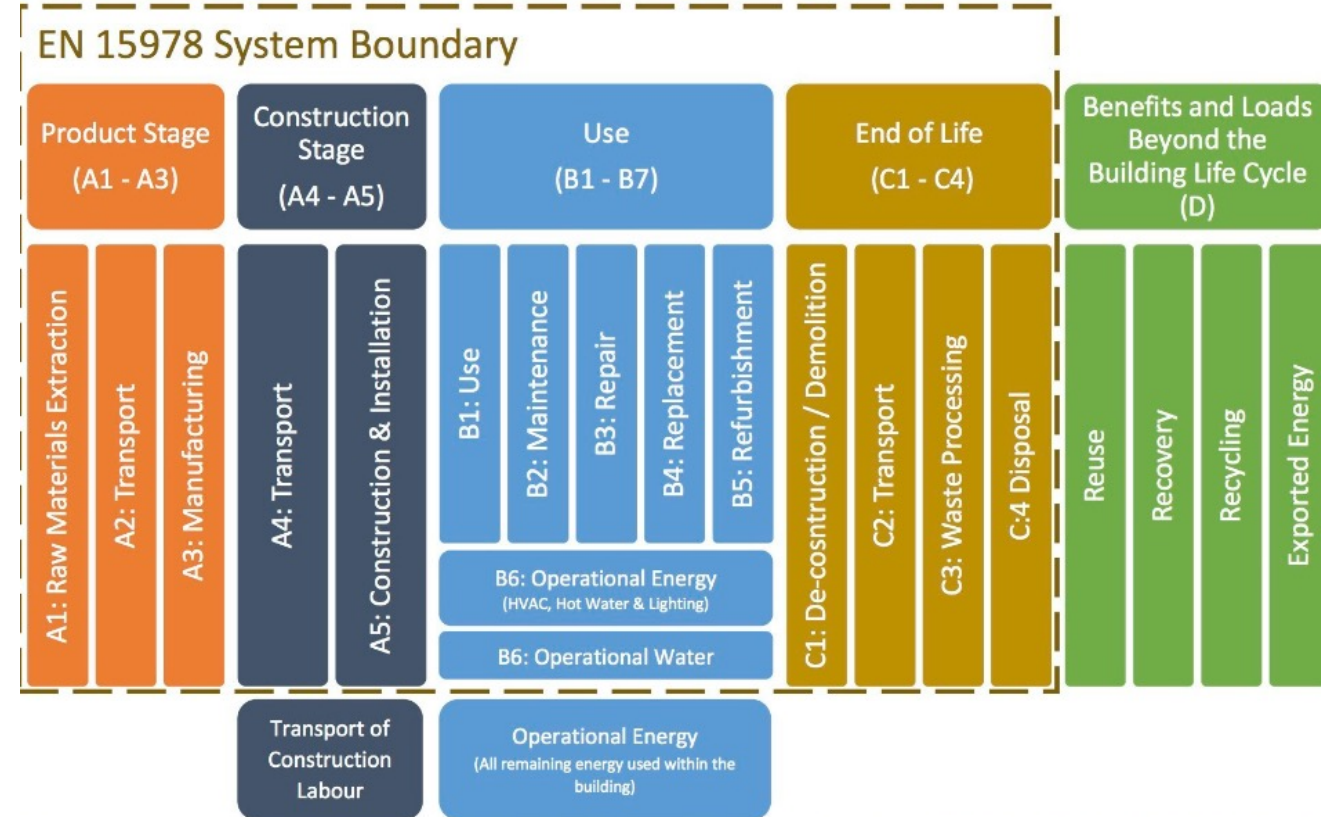 EN 15978 System Boundary
Product Stage
(A1 - A3)
Construction
Stage
(A4 - A5)
Use
(B1 - B7)
End of Life
(C1 - C4)
Benefits and Loads
Beyond the
Building Life Cycle
(D)
A1: Raw Materials Extraction
A2: Transport
A3: Manufacturing
A4: Transport
A5: Construction & Installation
B1: Use
B2: Maintenance
B3: Repair
B4: Replacement
B5: Refurbishment
B6: Operational Energy
(HVAC, Hot Water & Lighting)
B6: Operational Water
C1: De-cosntruction / Demolition
C2: Transport
C3: Waste Processing
C:4 Disposal
Reuse
Recovery
Recycling
Exported Energy
Transport of
Construction
Labour
Operational Energy
(All remaining energy used within the
building)